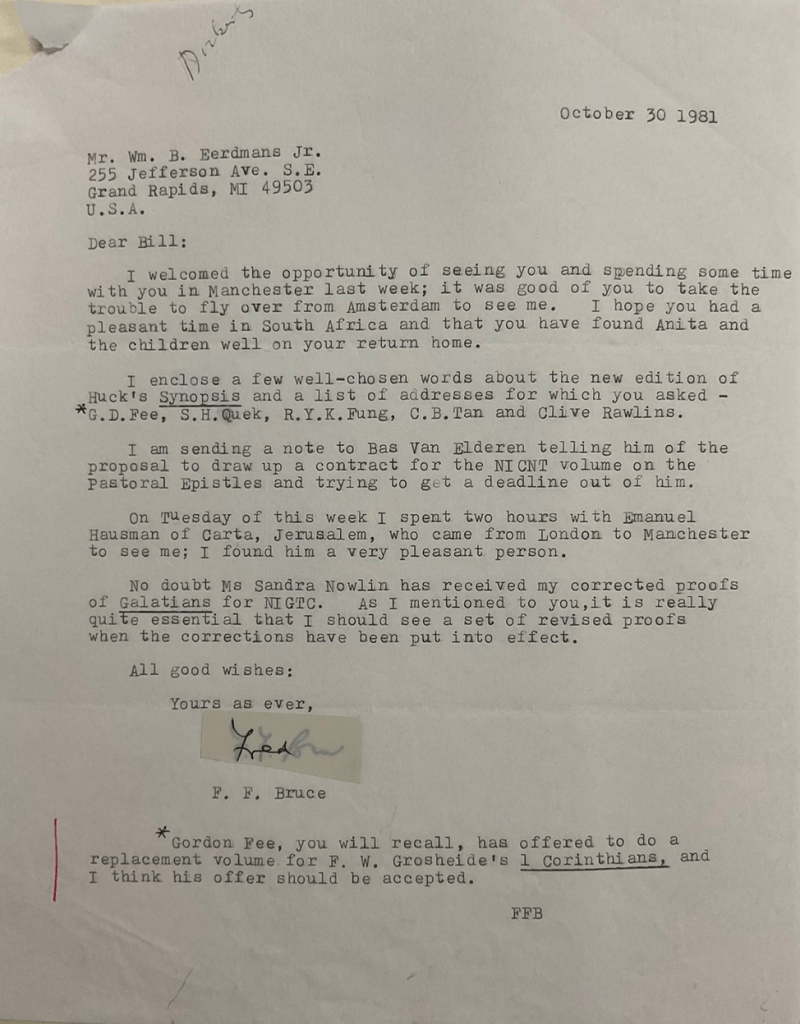 October 30 1981
Mr. Wm. B. Eerdmans Jr.
255 Jefferson Ave. S.E.
Grand Rapids, MI 49503
U.S.A.
Dear Bill:
I welcomed the opportunity of seeing you and spending some time
with you in Manchester last week; it was good of you to take the
trouble to fly over from Amsterdam to see me. I hope you had a
pleasant time in South Africa and that you have found Anita and
the children well on your return home.
I enclose a few well-chosen words about the new edition of
Huck's Synopsis and a list of addresses for which you asked -
*G.D.Fee, S.H.Quek, R.Y.K.Fung, C.B.Tan and Clive Rawlins.
I am sending a note to Bas Van Elderen telling him of the
proposal to draw up a contract for the NICNT volume on the
Pastoral Epistles and trying to get a deadline out of him.
On Tuesday of this week I spent two hours with Emanuel
Hausman of Carta, Jerusalem, who came from London to Manchester
to see me; I found him a very pleasant person.
No doubt Ms Sandra Nowlin has received my corrected proofs
of Galatians for NIGTC. As I mentioned to you,it is really
quite essential that I should see a set of revised proofs
when the corrections have been put into effect.
All good wishes:
Yours as ever,
Fred
F. F. Bruce
*Gordon Fee, you will recall, has offered to do a
replacement volume for F. W. Grosheide's 1 Corinthians, and
I think his offer should be accepted.
FFB